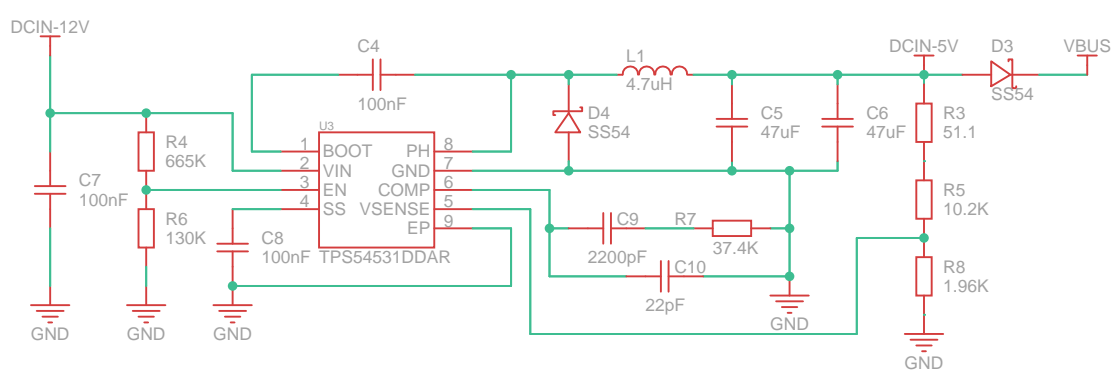 DCIN-12V
C4
100nF
L1
4.7uH
DCIN-5V
D3
SS54
VBUS
R4
665K
U3
1 BOOT PH 8
2 VIN GND 7
3 EN COMP 6
4 SS VSENSE 5
EP 9
TPS54531DDAR
D4
SS54
C5
47uF
C6
47uF
R3
51.1
C7
100nF
R6
130K
C8
100nF
C9
2200pF
R7
37.4K
C10
22pF
R5
10.2K
R8
1.96K
GND
GND
GND
GND
GND